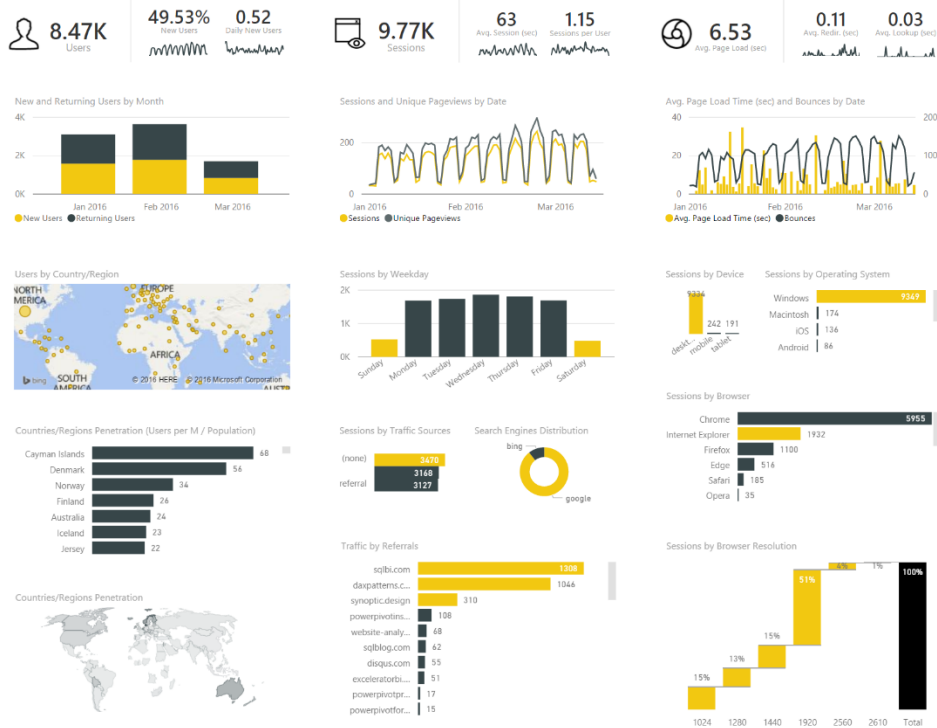 8.47K
Users
49.53%
New Users
0.52
Daily New Users
9.77K
Sessions
63
Avg. Session (sec)
1.15
Sessions per User
6.53
Avg. Page Load (sec)
0.11
Avg. Redir. (sec)
0.03
Avg. Lookup (sec)
New and Returning Users by Month
4K
2K
0K
Jan 2016 Feb 2016 Mar 2016
New Users Returning Users
Sessions and Unique Pageviews by Date
200
0
Jan 2016 Feb 2016 Mar 2016
Sessions Unique Pageviews
Avg. Page Load Time (sec) and Bounces by Date
40 200
20 100
0 0
Jan 2016 Feb 2016 Mar 2016
Avg. Page Load Time (sec) Bounces
Users by Country/Region
NORTH
MERICA
EUROPE
AFRICA
SOUTH
AMERICA
AUST
bing
© 2016 HERE © 2016 Microsoft Corporation
Sessions by Weekday
2K
1K
0K
Sunday Monday Tuesday Wednesday Thursday Friday Saturday
Sessions by Device
9334 242 191
deskt... mobile tablet
Sessions by Operating System
Windows 9349
Macintosh 174
iOS 136
Android 86
Countries/Regions Penetration (Users per M / Population)
Cayman Islands 68
Denmark 56
Norway 34
Finland 26
Australia 24
Iceland 23
Jersey 22
Sessions by Traffic Sources
(none) 3470
3168
referral 3127
Search Engines Distribution
bing
google
Sessions by Browser
Chrome 5955
Internet Explorer 1932
Firefox 1100
Edge 516
Safari 185
Opera 35
Countries/Regions Penetration
Traffic by Referrals
sqlbi.com 1308
daxpatterns.c... 1046
synoptic.design 310
powerpivotins... 108
website-analy... 68
sqlblog.com 62
disqus.com 55
exceleratorbi.... 51
powerpivotpr... 17
powerpivotfor... 15
Sessions by Browser Resolution
15% 13% 15% 51% 4% 1% 100%
1024 1280 1440 1920 2560 2610 Total